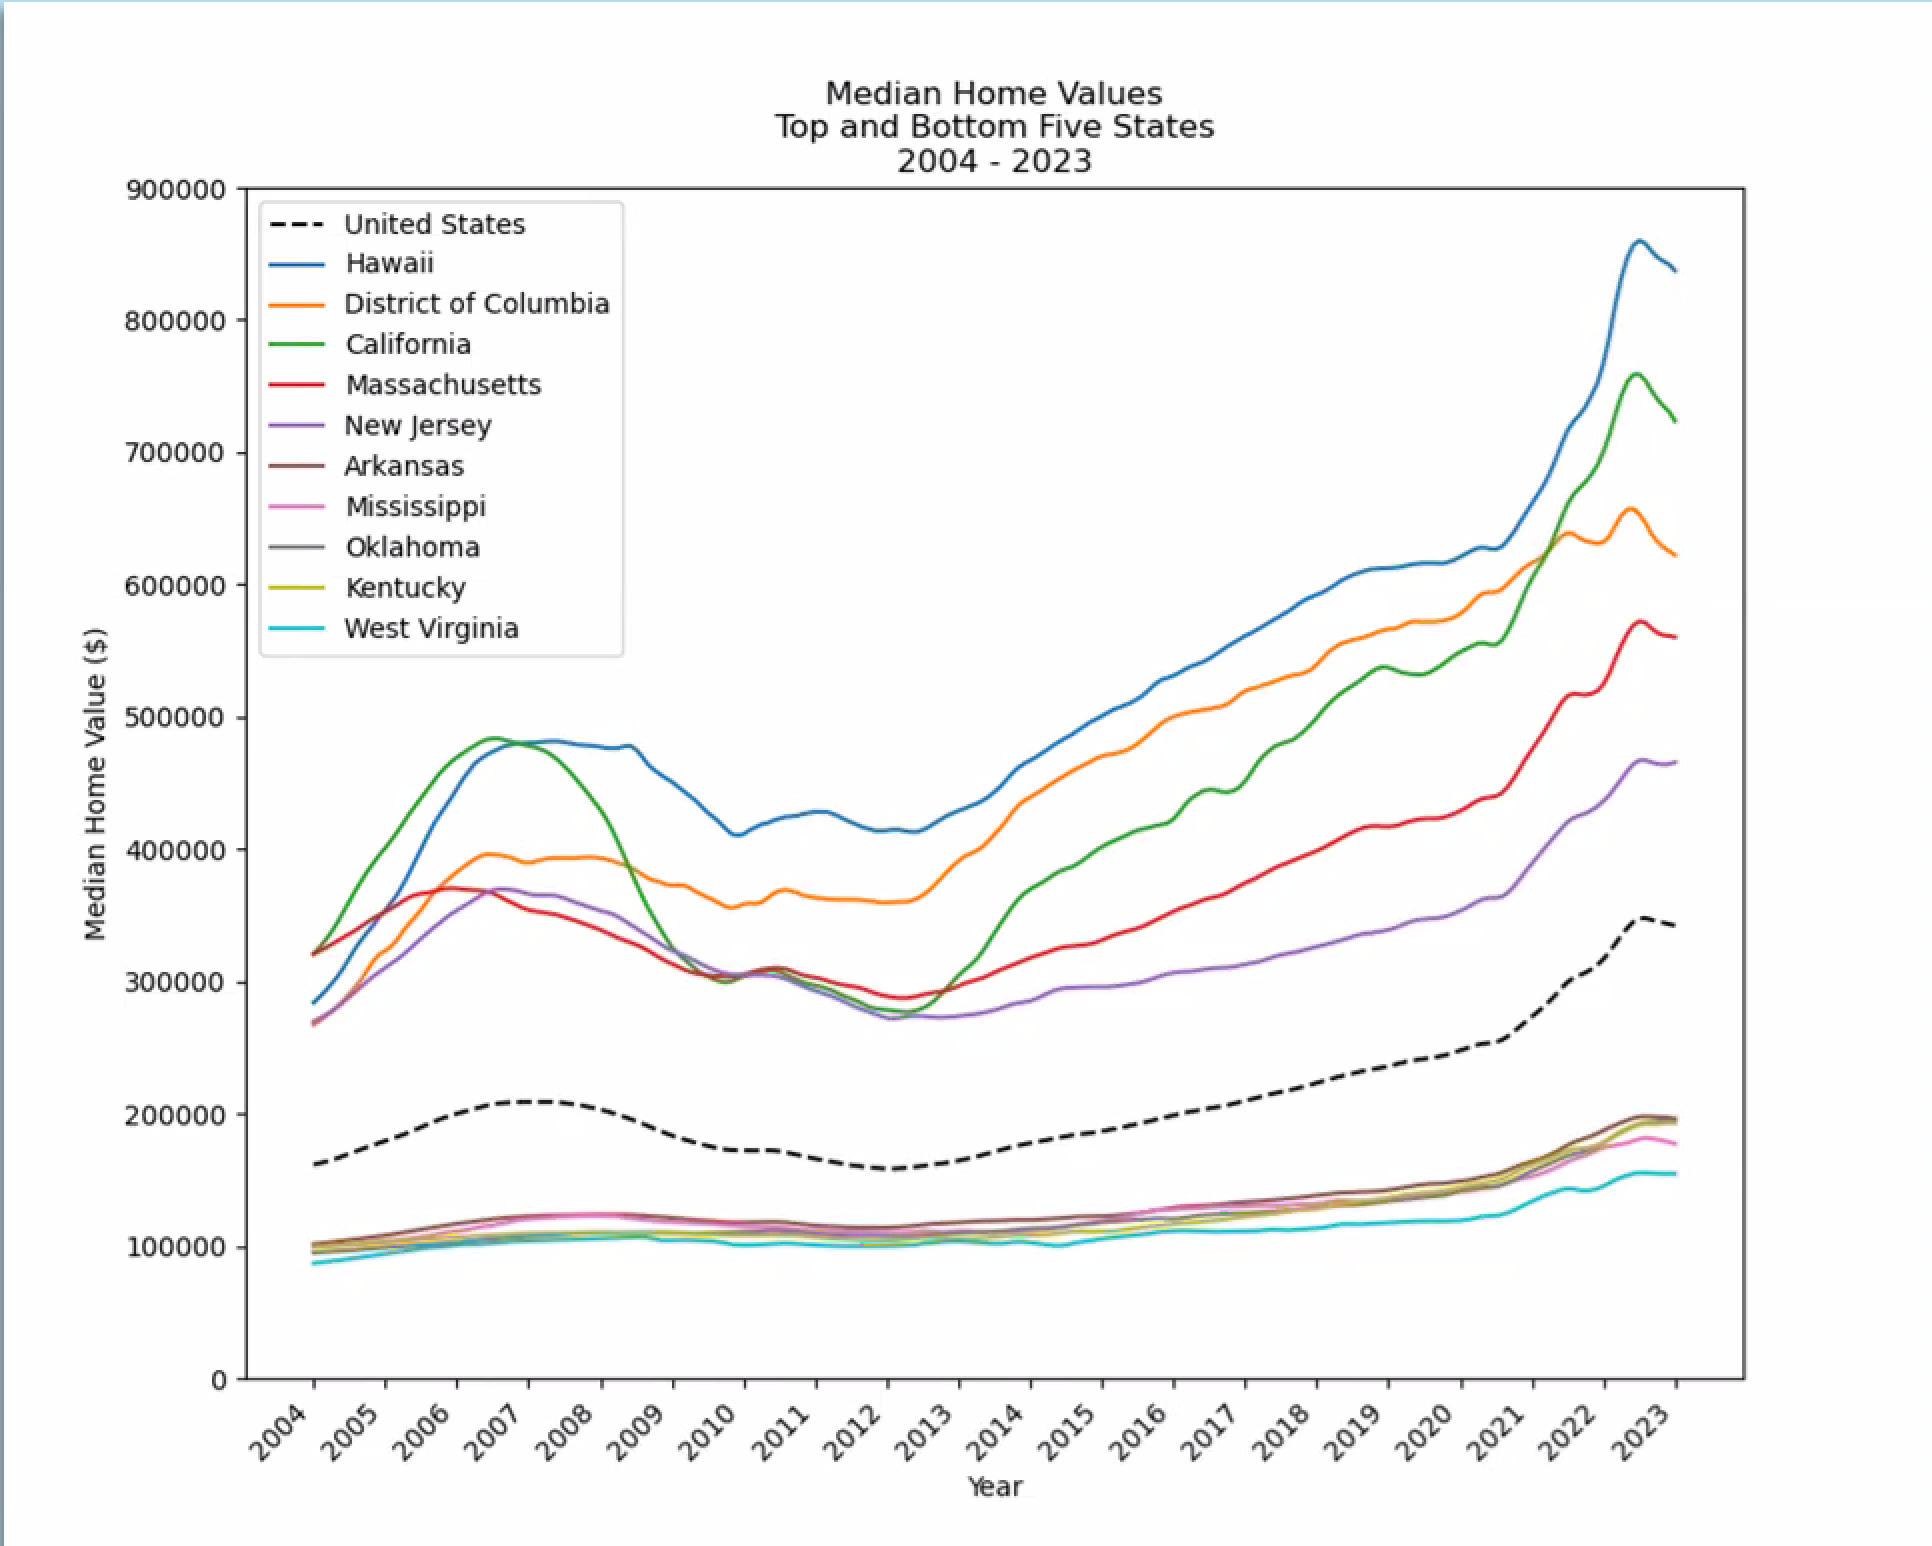 Median Home Values
Top and Bottom Five States
2004 - 2023
900000
800000
700000
600000
500000
400000
300000
200000
100000
0
Median Home Value ($)
United States
Hawaii
District of Columbia
California
Massachusetts
New Jersey
Arkansas
Mississippi
Oklahoma
Kentucky
West Virginia
2004 2005 2006 2007 2008 2009 2010 2011 2012 2013 2014 2015 2016 2017 2018 2019 2020 2021 2022 2023
Year